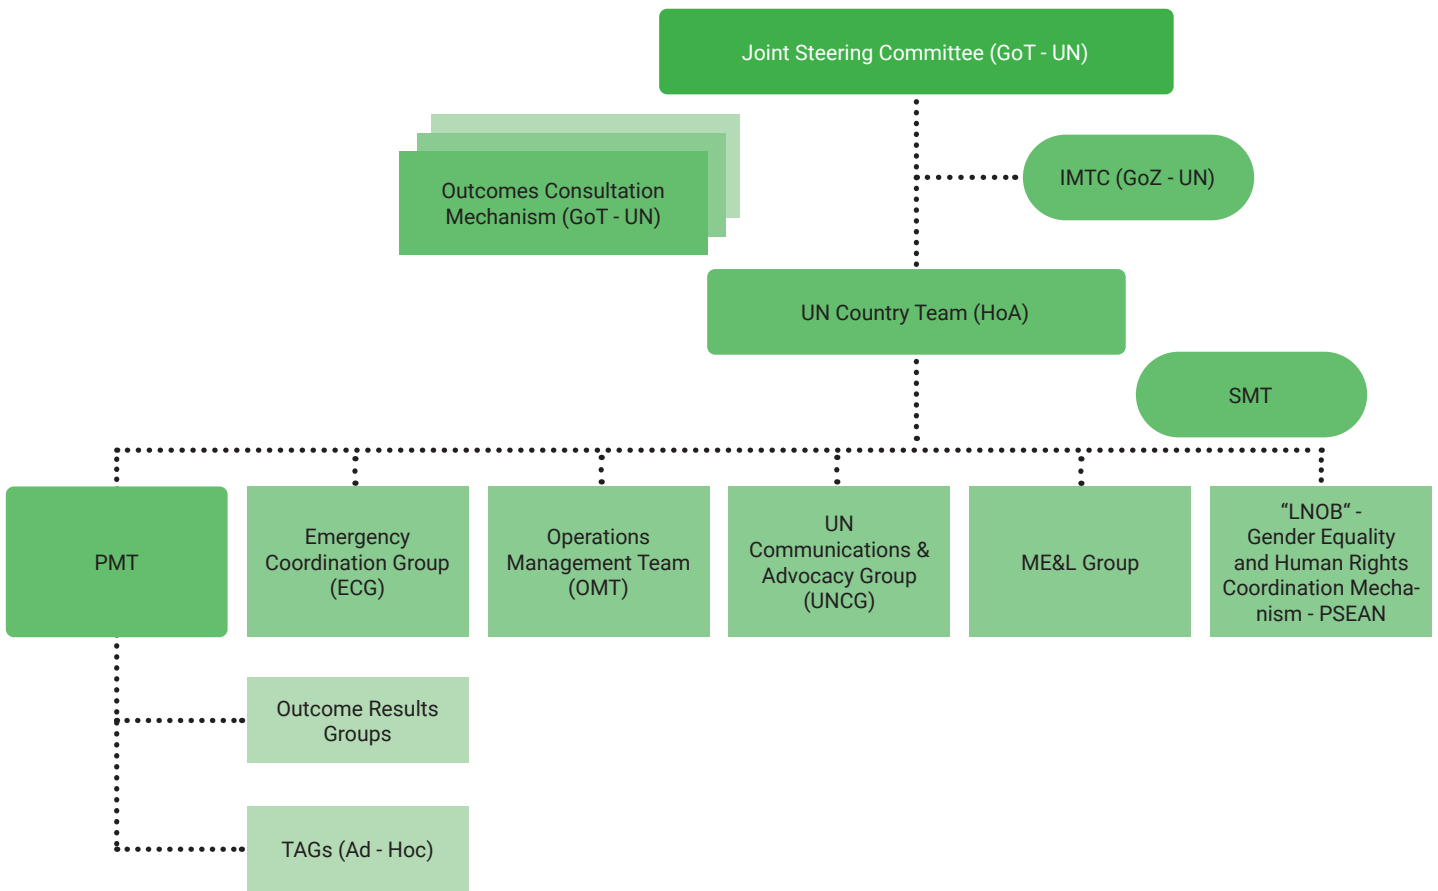 Joint Steering Committee (GoT - UN)
Outcomes Consultation
Mechanism (GoT - UN)
IMTC (GoZ - UN)
UN Country Team (HoA)
SMT
PMT
Emergency
Coordination Group
(ECG)
Operations
Management Team
(OMT)
UN
Communications &
Advocacy Group
(UNCG)
ME&L Group
“LNOB“ -
Gender Equality
and Human Rights
Coordination Mecha-
nism - PSEAN
Outcome Results
Groups
TAGs (Ad - Hoc)